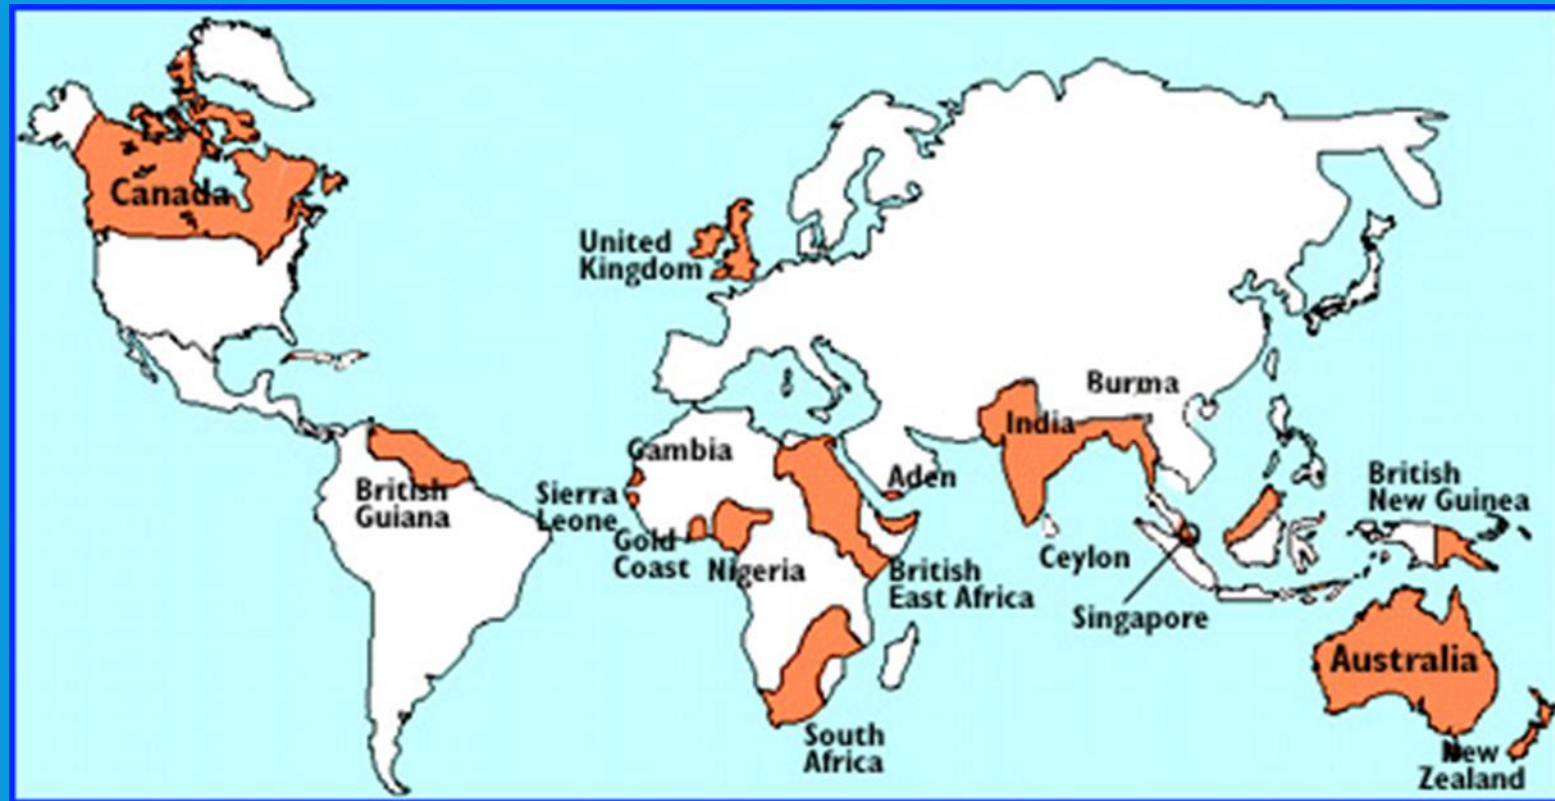 Canada
United
Kingdom
British
Guiana
Gambia
Sierra
Leone
Gold
Coast
Nigeria
British
East Africa
South
Africa
Aden
India
Burma
Ceylon
Singapore
British
New Guinea
Australia
New
Zealand